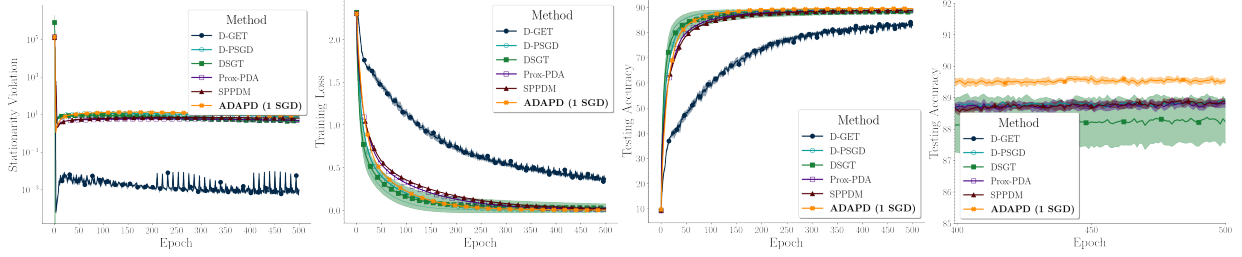 Stationarity Violation
10^5
10^3
10^1
10^-1
10^-3
0 50 100 150 200 250 300 350 400 450 500
Epoch
Method
D-GET
D-PSGD
DSGT
Prox-PDA
SPPDM
ADAPD (1 SGD)
Training Loss
2.0
1.5
1.0
0.5
0.0
0 50 100 150 200 250 300 350 400 450 500
Epoch
Method
D-GET
D-PSGD
DSGT
Prox-PDA
SPPDM
ADAPD (1 SGD)
Testing Accuracy
90
80
70
60
50
40
30
20
10
0 50 100 150 200 250 300 350 400 450 500
Epoch
Method
D-GET
D-PSGD
DSGT
Prox-PDA
SPPDM
ADAPD (1 SGD)
Testing Accuracy
92
91
90
89
88
87
86
85
400 450 500
Epoch
Method
D-GET
D-PSGD
DSGT
Prox-PDA
SPPDM
ADAPD (1 SGD)